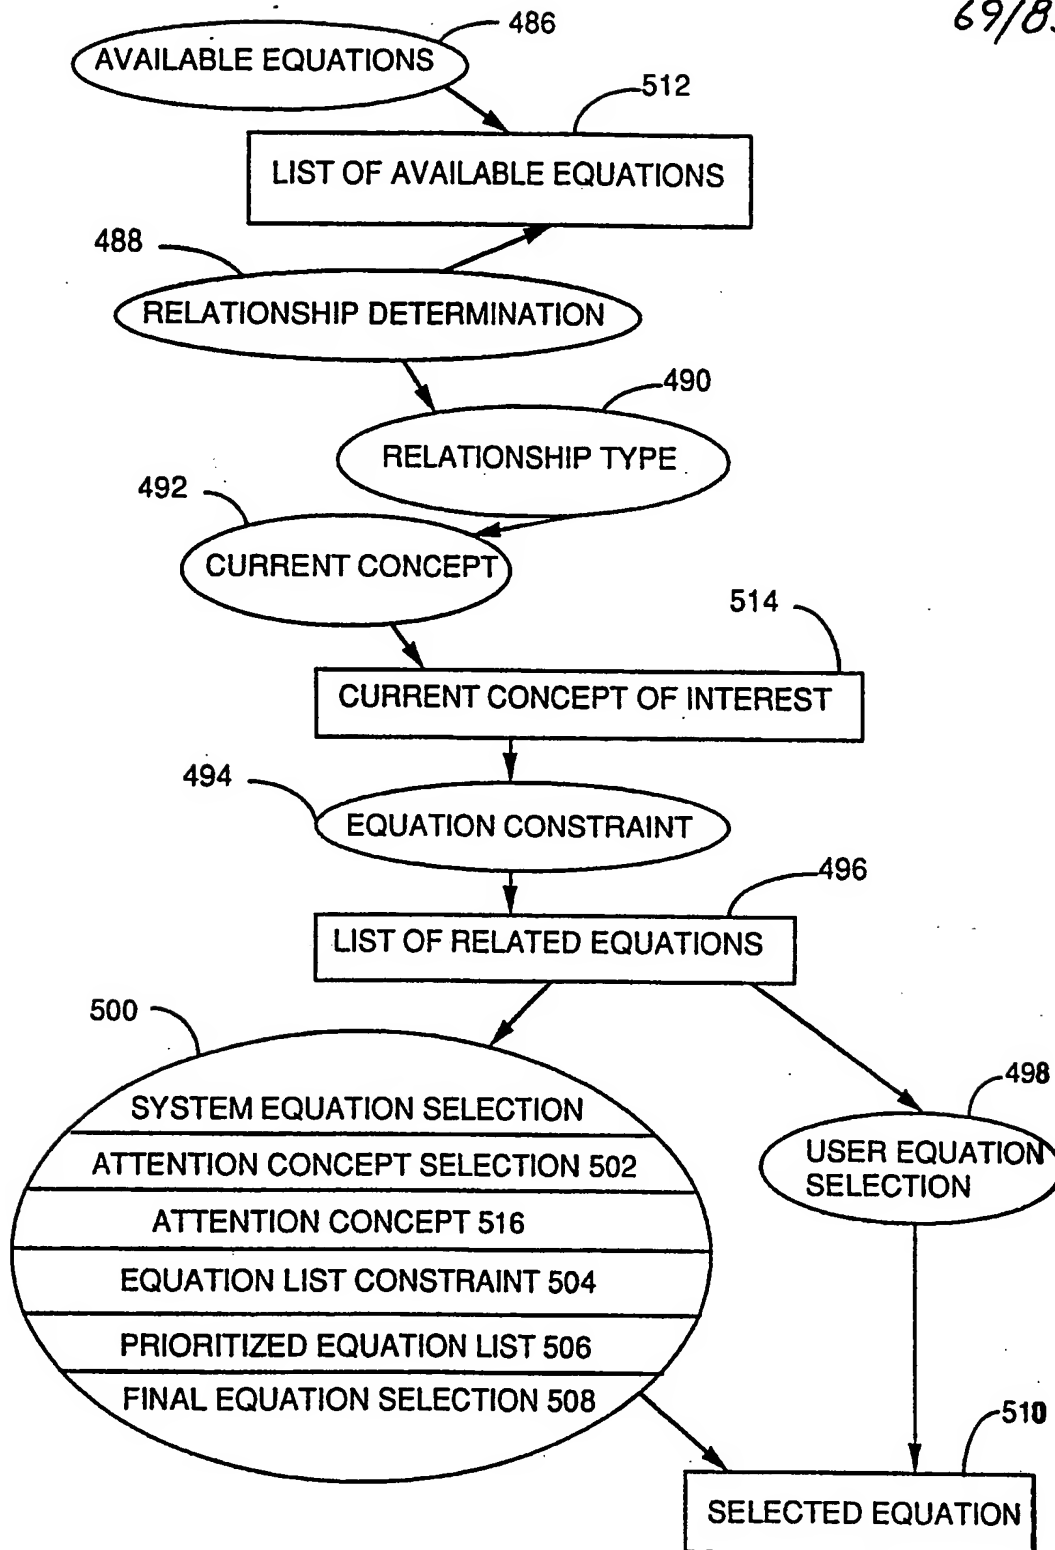 69/8
486
AVAILABLE EQUATIONS
512
LIST OF AVAILABLE EQUATIONS
488
RELATIONSHIP DETERMINATION
490
RELATIONSHIP TYPE
492
CURRENT CONCEPT
514
CURRENT CONCEPT OF INTEREST
494
EQUATION CONSTRAINT
496
LIST OF RELATED EQUATIONS
500
SYSTEM EQUATION SELECTION
ATTENTION CONCEPT SELECTION 502
ATTENTION CONCEPT 516
EQUATION LIST CONSTRAINT 504
PRIORITIZED EQUATION LIST 506
FINAL EQUATION SELECTION 508
498
USER EQUATION
SELECTION
510
SELECTED EQUATION